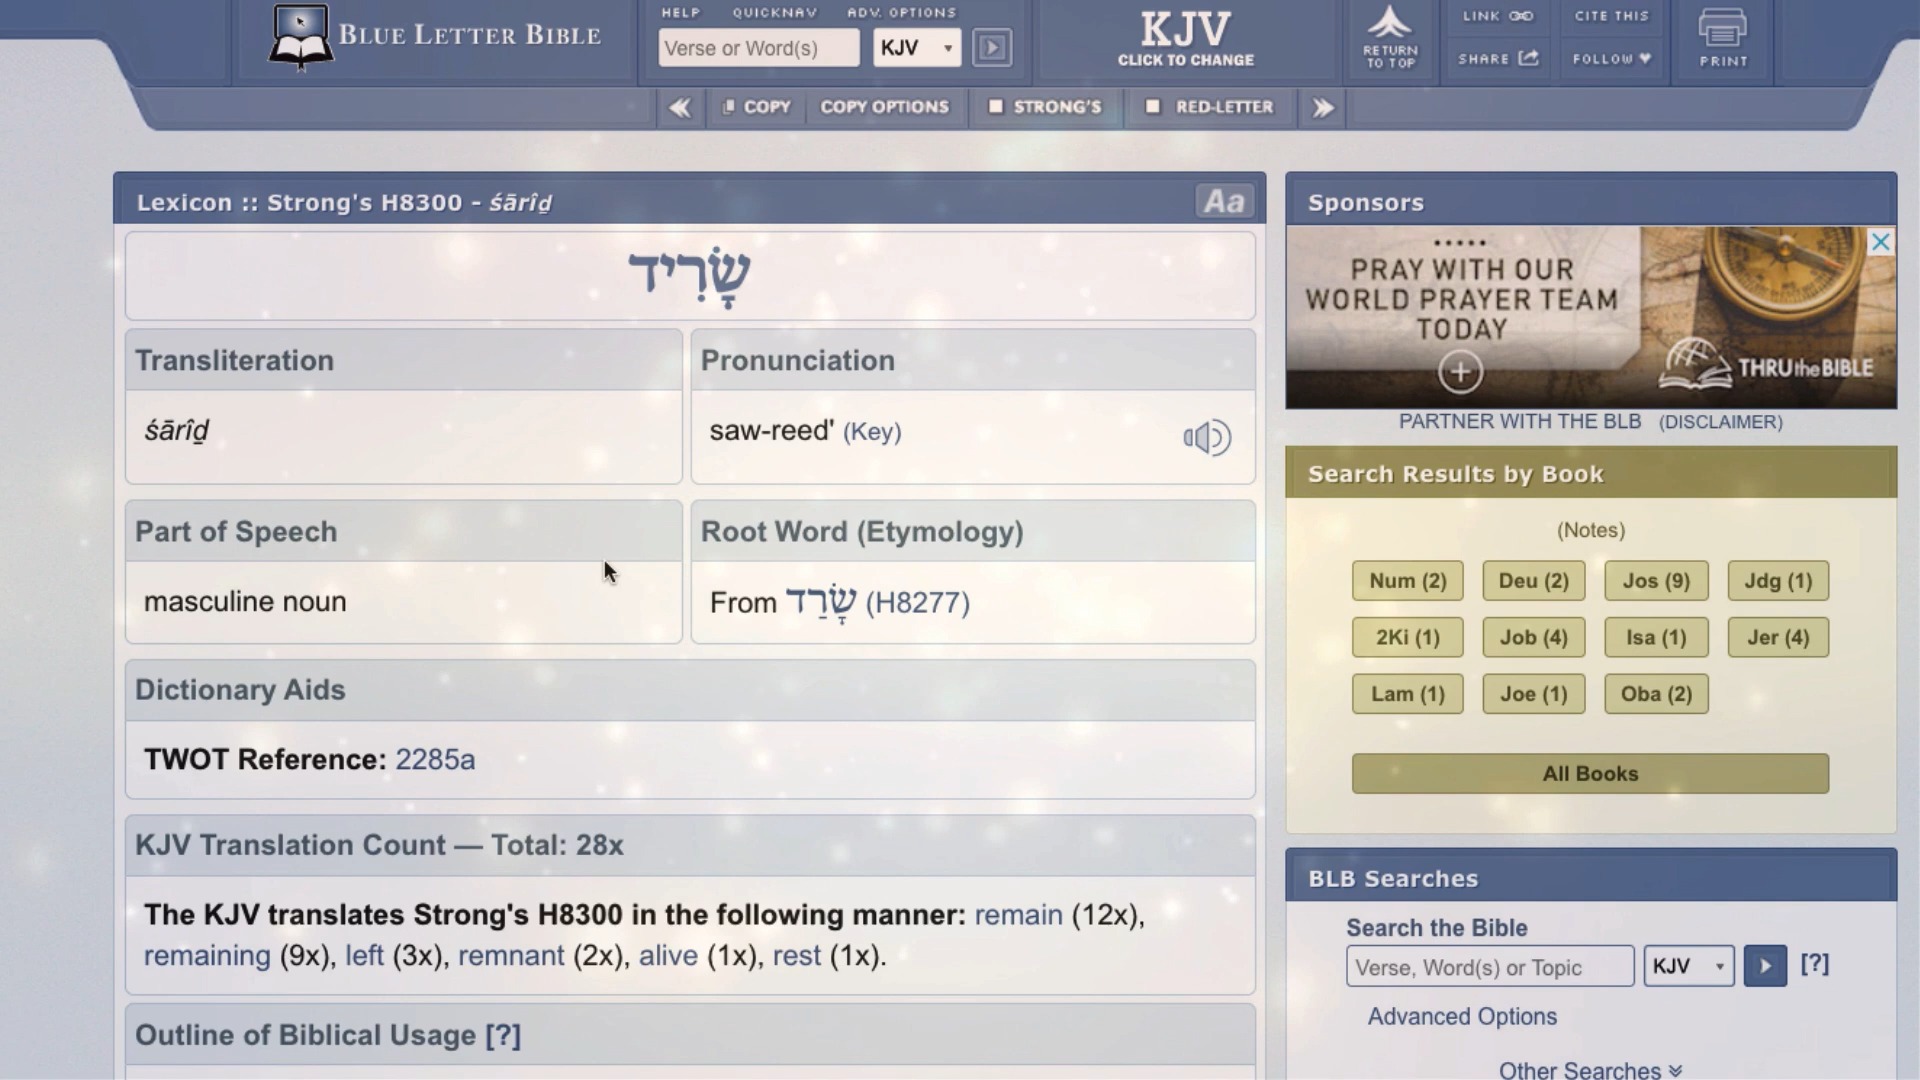 BLUE LETTER BIBLE
HELP QUICKNAV ADV. OPTIONS
Verse or Word(s) KJV
KJV
CLICK TO CHANGE
RETURN
TO TOP
LINK CITE THIS
SHARE FOLLOW
PRINT
COPY COPY OPTIONS STRONG'S RED-LETTER
Lexicon :: Strong's H8300 - śārîḏ
Aa
שָׂרִיד
Transliteration
śārîḏ
Pronunciation
saw-reed' (Key)
Part of Speech
masculine noun
Root Word (Etymology)
From שָׂרַד (H8277)
Dictionary Aids
TWOT Reference: 2285a
KJV Translation Count — Total: 28x
The KJV translates Strong's H8300 in the following manner: remain (12x),
remaining (9x), left (3x), remnant (2x), alive (1x), rest (1x).
Outline of Biblical Usage [?]
Sponsors
PRAY WITH OUR
WORLD PRAYER TEAM
TODAY
THRU the BIBLE
PARTNER WITH THE BLB (DISCLAIMER)
Search Results by Book
(Notes)
Num (2) Deu (2) Jos (9) Jdg (1)
2Ki (1) Job (4) Isa (1) Jer (4)
Lam (1) Joe (1) Oba (2)
All Books
BLB Searches
Search the Bible
Verse, Word(s) or Topic KJV [?]
Advanced Options
Other Searches